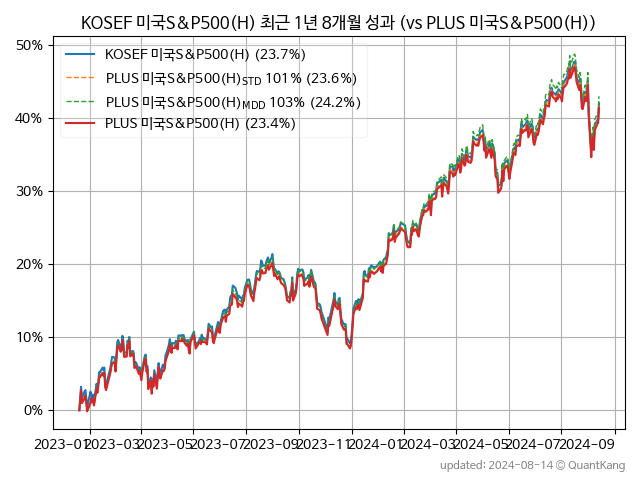 KOSEF 미국S&P500(H) 최근 1년 8개월 성과 (vs PLUS 미국S&P500(H))
50%
40%
30%
20%
10%
0%
KOSEF 미국S&P500(H) (23.7%)
PLUS 미국S&P500(H)STD 101% (23.6%)
PLUS 미국S&P500(H)MDD 103% (24.2%)
PLUS 미국S&P500(H) (23.4%)
2023-01 2023-03 2023-05 2023-07 2023-09 2023-11 2024-01 2024-03 2024-05 2024-07 2024-09
updated: 2024-08-14 © QuantKang